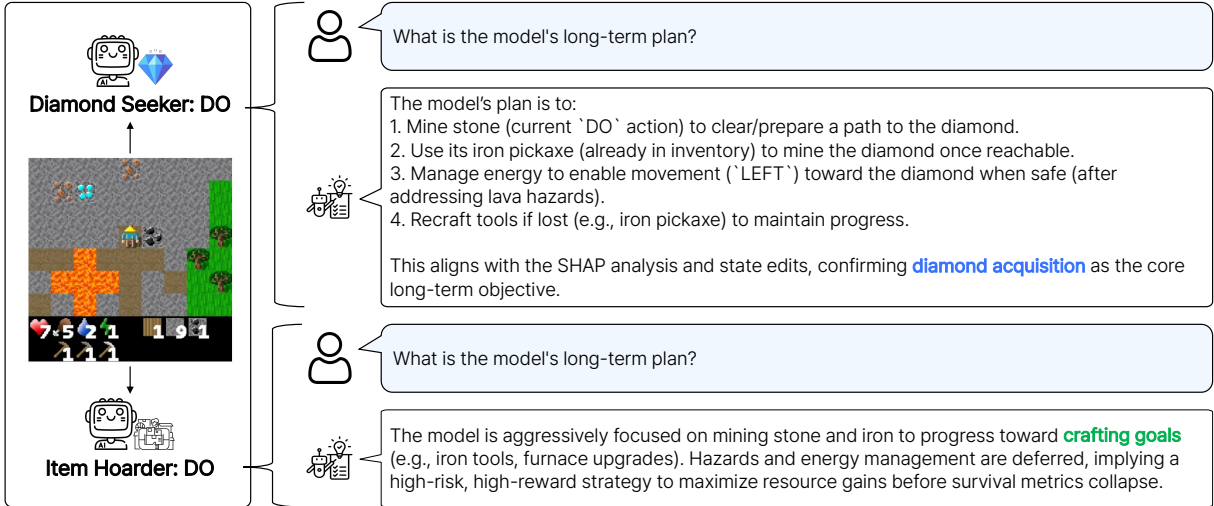 What is the model's long-term plan?
AI
Diamond Seeker: DO
The model's plan is to:
1. Mine stone (current `DO` action) to clear/prepare a path to the diamond.
2. Use its iron pickaxe (already in inventory) to mine the diamond once reachable.
3. Manage energy to enable movement (`LEFT`) toward the diamond when safe (after
addressing lava hazards).
4. Recraft tools if lost (e.g., iron pickaxe) to maintain progress.
This aligns with the SHAP analysis and state edits, confirming diamond acquisition as the core
long-term objective.
7 5 2 1 1 9 1
1 1 1
What is the model's long-term plan?
AI
Item Hoarder: DO
The model is aggressively focused on mining stone and iron to progress toward crafting goals
(e.g., iron tools, furnace upgrades). Hazards and energy management are deferred, implying a
high-risk, high-reward strategy to maximize resource gains before survival metrics collapse.